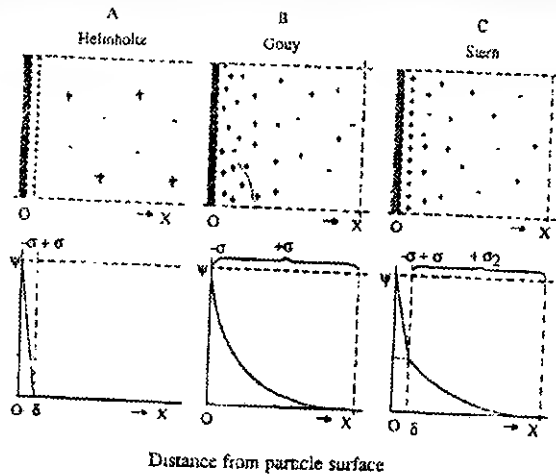 A
Helmholtz
B
Gouy
C
Stern
O → X
O → X
O → X
-σ + σ
ψ
O δ → X
-σ +σ
ψ
O → X
-σ + σ + σ2
ψ
O δ → X
Distance from particle surface